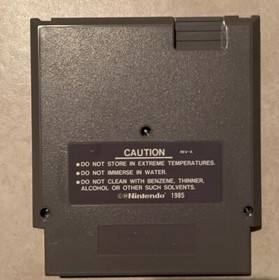 CAUTION REV-A
●DO NOT STORE IN EXTREME TEMPERATURES.
●DO NOT IMMERSE IN WATER.
●DO NOT CLEAN WITH BENZENE, THINNER,
ALCOHOL OR OTHER SUCH SOLVENTS.
©®Nintendo 1985